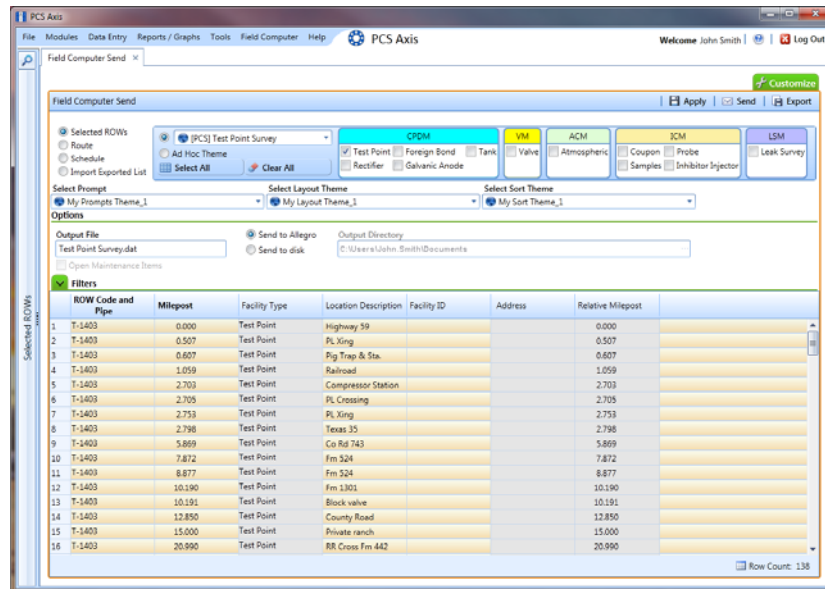 PCS Axis
File Modules Data Entry Reports / Graphs Tools Field Computer Help PCS Axis Welcome John Smith | Log Out
Field Computer Send ×
Customize
Field Computer Send | Apply | Send | Export
Selected ROWs
Route
Schedule
Import Exported List
[PCS] Test Point Survey
Ad Hoc Theme
Select All Clear All
CPDM
Test Point Foreign Bond Tank
Rectifier Galvanic Anode
VM
Valve
ACM
Atmospheric
ICM
Coupon Probe
Samples Inhibitor Injector
LSM
Leak Survey
Select Prompt Select Layout Theme Select Sort Theme
My Prompts Theme_1 My Layout Theme_1 My Sort Theme_1
Options
Output File Send to Allegro Output Directory
Test Point Survey.dat Send to disk C:\Users\John.Smith\Documents
Open Maintenance Items
Filters
Selected ROWs
ROW Code and Pipe Milepost Facility Type Location Description Facility ID Address Relative Milepost
1 T-1403 0.000 Test Point Highway 59 0.000
2 T-1403 0.507 Test Point PL Xing 0.507
3 T-1403 0.607 Test Point Pig Trap & Sta. 0.607
4 T-1403 1.059 Test Point Railroad 1.059
5 T-1403 2.703 Test Point Compressor Station 2.703
6 T-1403 2.705 Test Point PL Crossing 2.705
7 T-1403 2.753 Test Point PL Xing 2.753
8 T-1403 2.798 Test Point Texas 35 2.798
9 T-1403 5.869 Test Point Co Rd 743 5.869
10 T-1403 7.872 Test Point Fm 524 7.872
11 T-1403 8.877 Test Point Fm 524 8.877
12 T-1403 10.190 Test Point Fm 1301 10.190
13 T-1403 10.191 Test Point Block valve 10.191
14 T-1403 12.850 Test Point County Road 12.850
15 T-1403 15.000 Test Point Private ranch 15.000
16 T-1403 20.990 Test Point RR Cross Fm 442 20.990
Row Count: 138